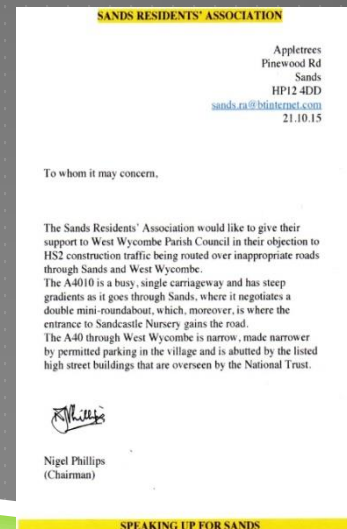 SANDS RESIDENTS' ASSOCIATION
Appletrees
Pinewood Rd
Sands
HP12 4DD
sands.ra@btinternet.com
21.10.15
To whom it may concern,
The Sands Residents' Association would like to give their
support to West Wycombe Parish Council in their objection to
HS2 construction traffic being routed over inappropriate roads
through Sands and West Wycombe.
The A4010 is a busy, single carriageway and has steep
gradients as it goes through Sands, where it negotiates a
double mini-roundabout, which, moreover, is where the
entrance to Sandcastle Nursery gains the road.
The A40 through West Wycombe is narrow, made narrower
by permitted parking in the village and is abutted by the listed
high street buildings that are overseen by the National Trust.
NPhillips
Nigel Phillips
(Chairman)
SPEAKING UP FOR SANDS